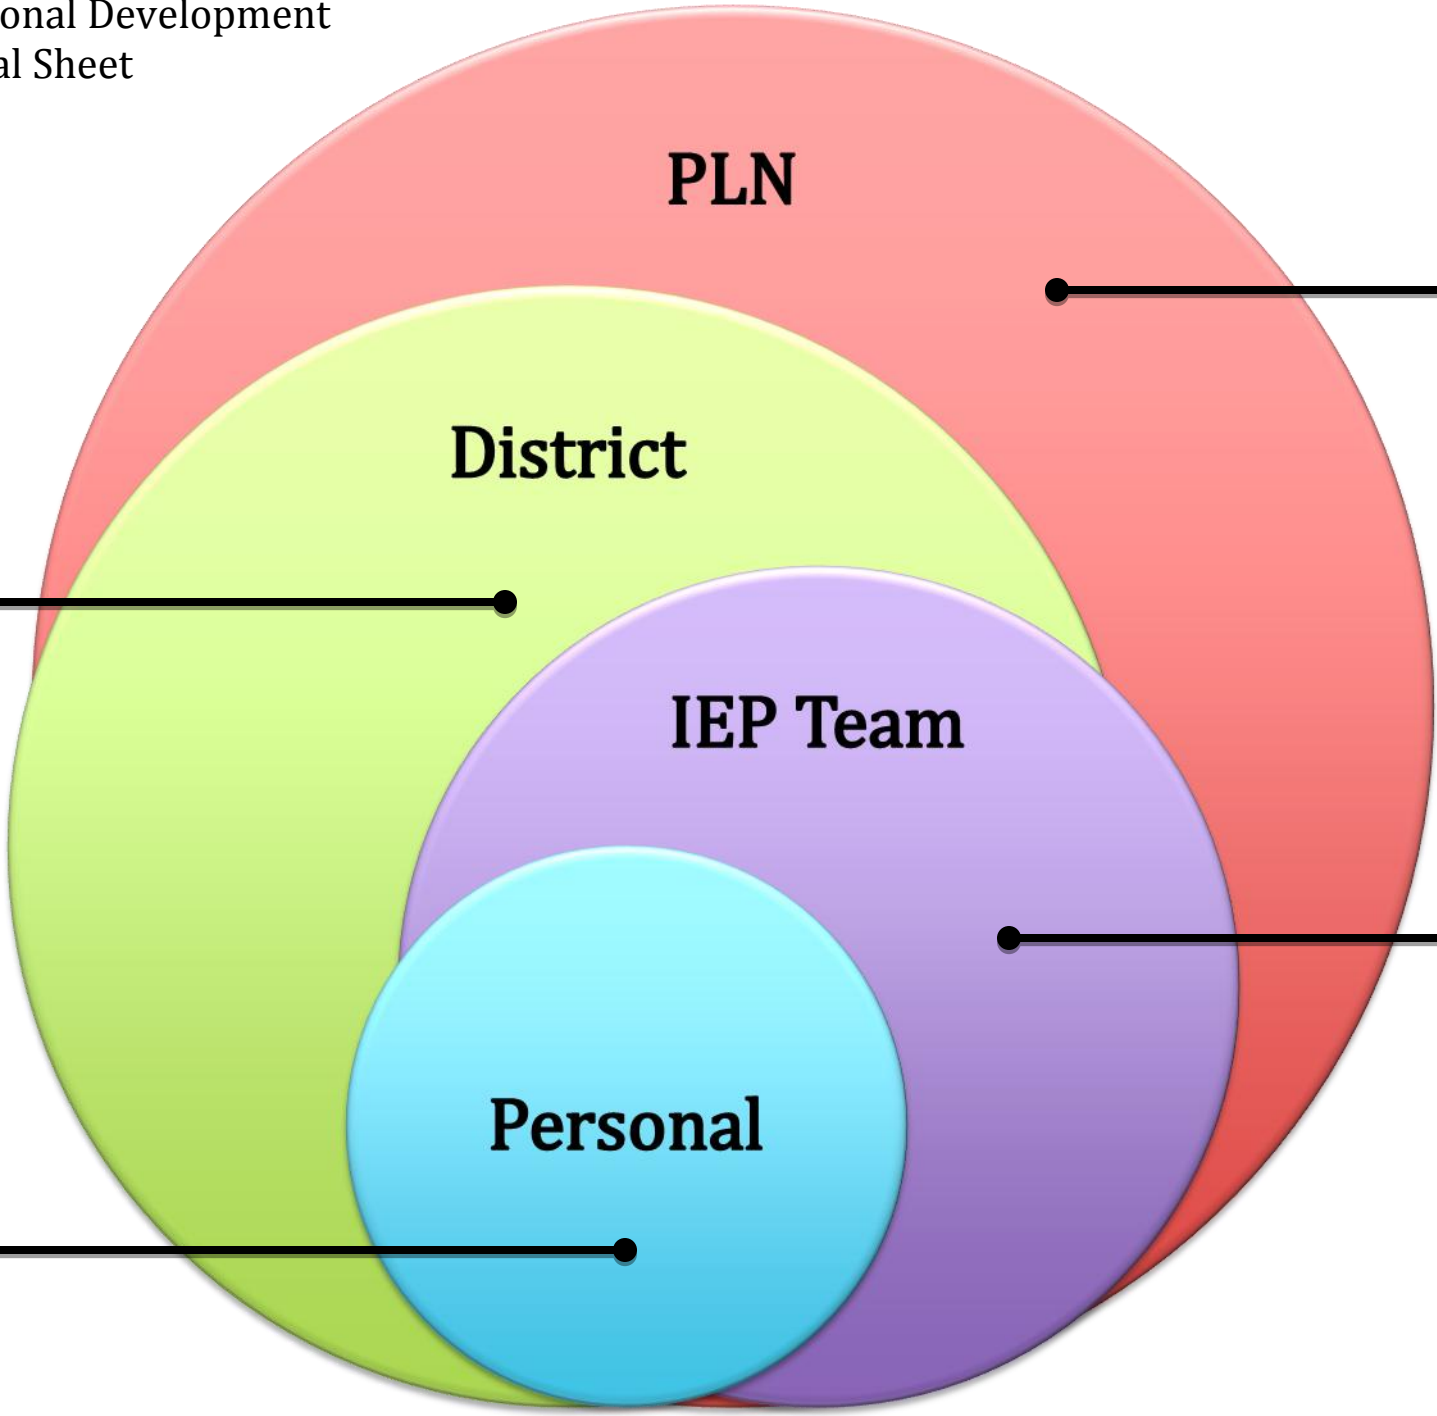 onal Development
al Sheet
PLN
District
IEP Team
Personal